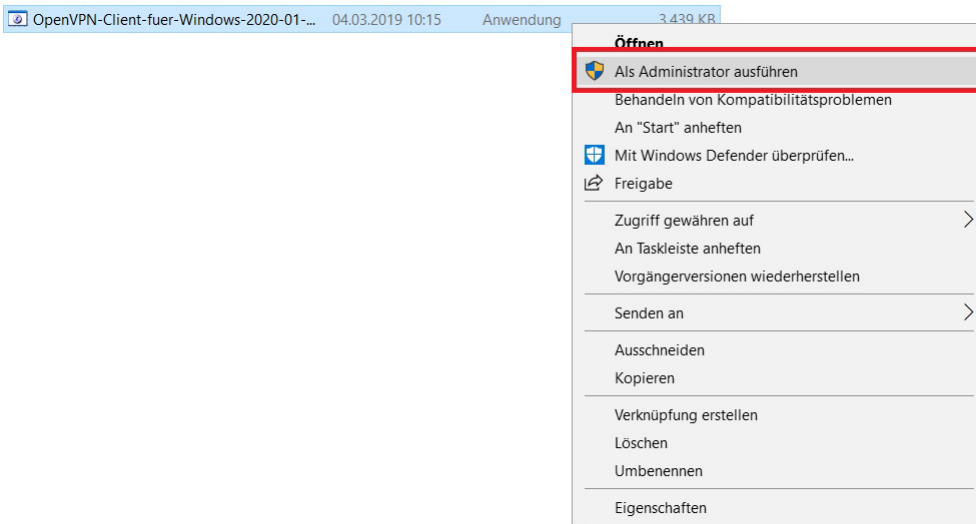 OpenVPN-Client-fuer-Windows-2020-01-... 04.03.2019 10:15 Anwendung 3.439 KB
Öffnen
Als Administrator ausführen
Behandeln von Kompatibilitätsproblemen
An "Start" anheften
Mit Windows Defender überprüfen...
Freigabe
Zugriff gewähren auf
An Taskleiste anheften
Vorgängerversionen wiederherstellen
Senden an
Ausschneiden
Kopieren
Verknüpfung erstellen
Löschen
Umbenennen
Eigenschaften